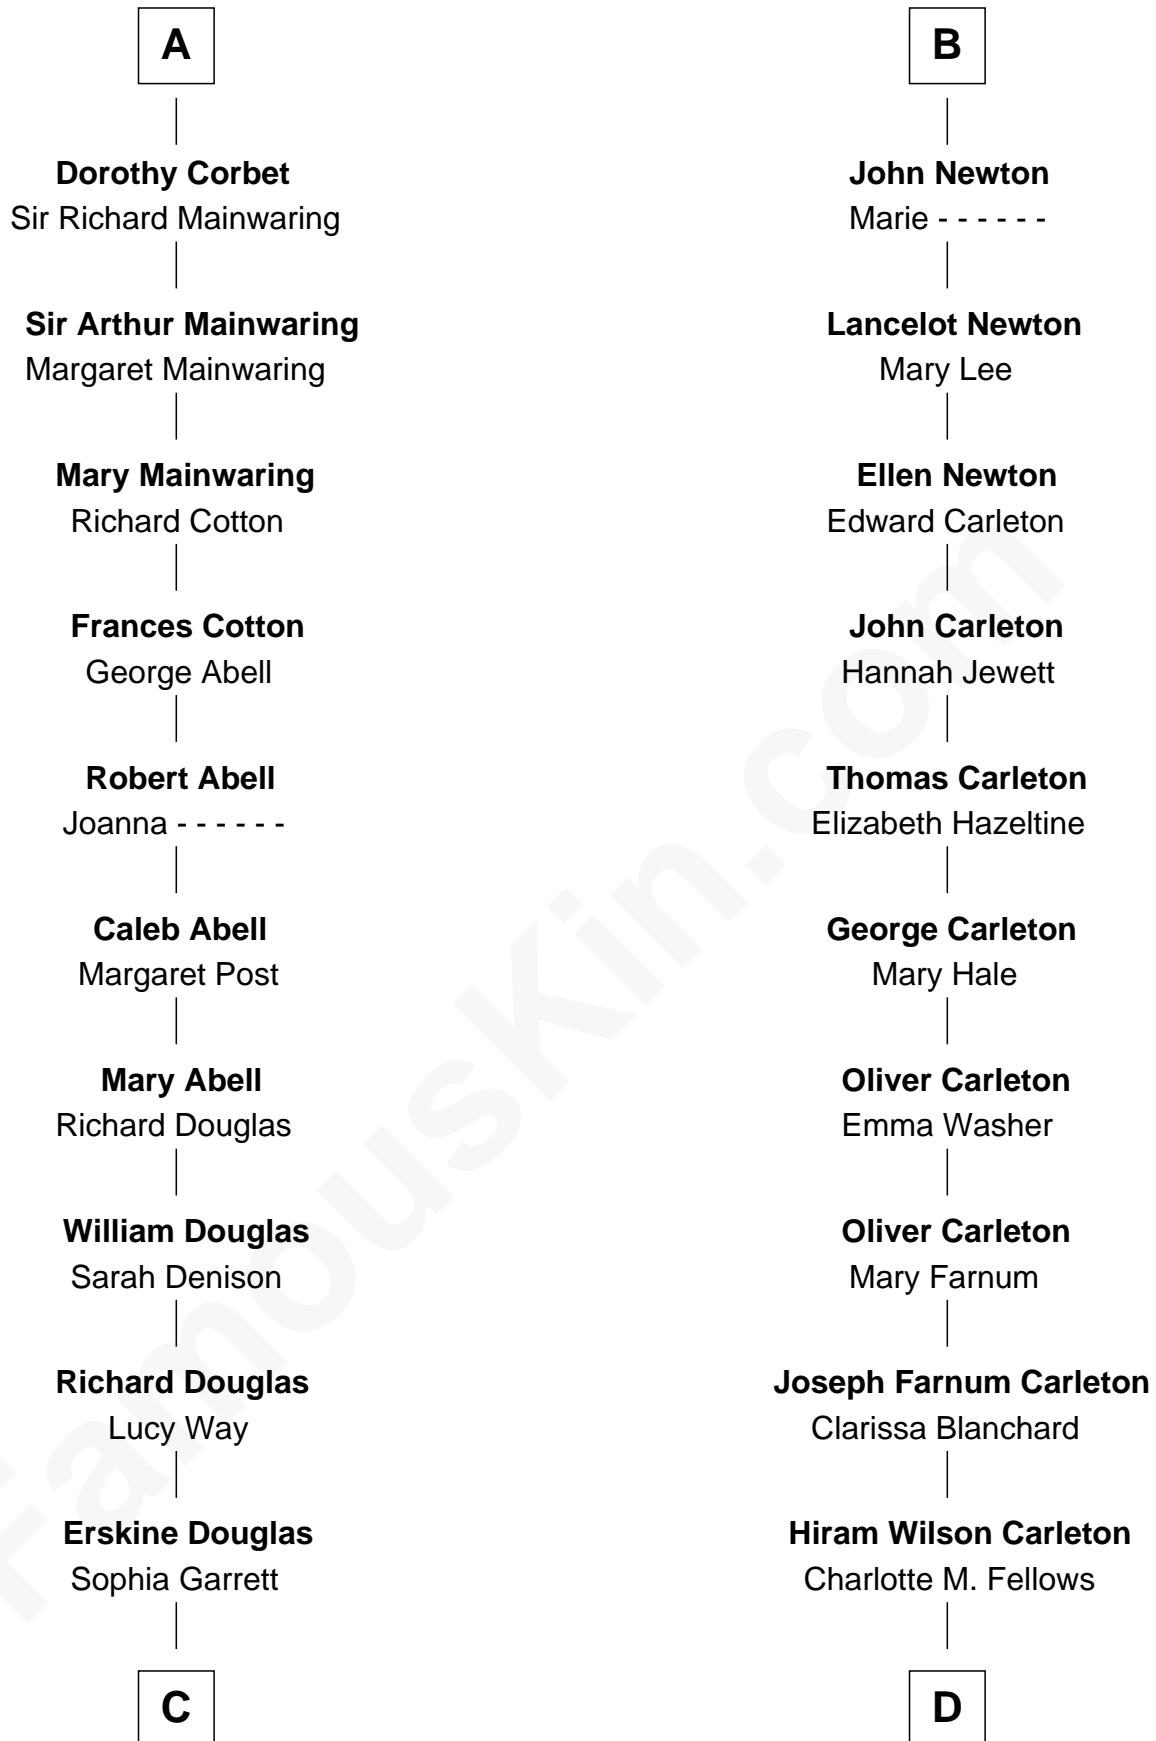 A
Dorothy Corbet
Sir Richard Mainwaring
Sir Arthur Mainwaring
Margaret Mainwaring
Mary Mainwaring
Richard Cotton
Frances Cotton
George Abell
Robert Abell
Joanna - - - - - -
Caleb Abell
Margaret Post
Mary Abell
Richard Douglas
William Douglas
Sarah Denison
Richard Douglas
Lucy Way
Erskine Douglas
Sophia Garrett
C
B
John Newton
Marie - - - - - -
Lancelot Newton
Mary Lee
Ellen Newton
Edward Carleton
John Carleton
Hannah Jewett
Thomas Carleton
Elizabeth Hazeltine
George Carleton
Mary Hale
Oliver Carleton
Emma Washer
Oliver Carleton
Mary Farnum
Joseph Farnum Carleton
Clarissa Blanchard
Hiram Wilson Carleton
Charlotte M. Fellows
D
FamousKin.com